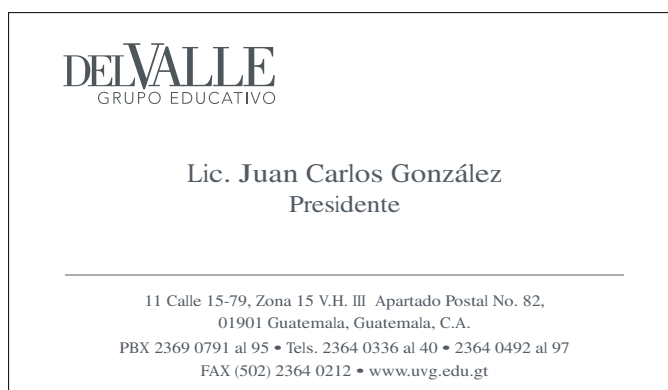 DELVALLE
GRUPO EDUCATIVO
Lic. Juan Carlos González
Presidente
11 Calle 15-79, Zona 15 V.H. III Apartado Postal No. 82,
01901 Guatemala, Guatemala, C.A.
PBX 2369 0791 al 95 • Tels. 2364 0336 al 40 • 2364 0492 al 97
FAX (502) 2364 0212 • www.uvg.edu.gt